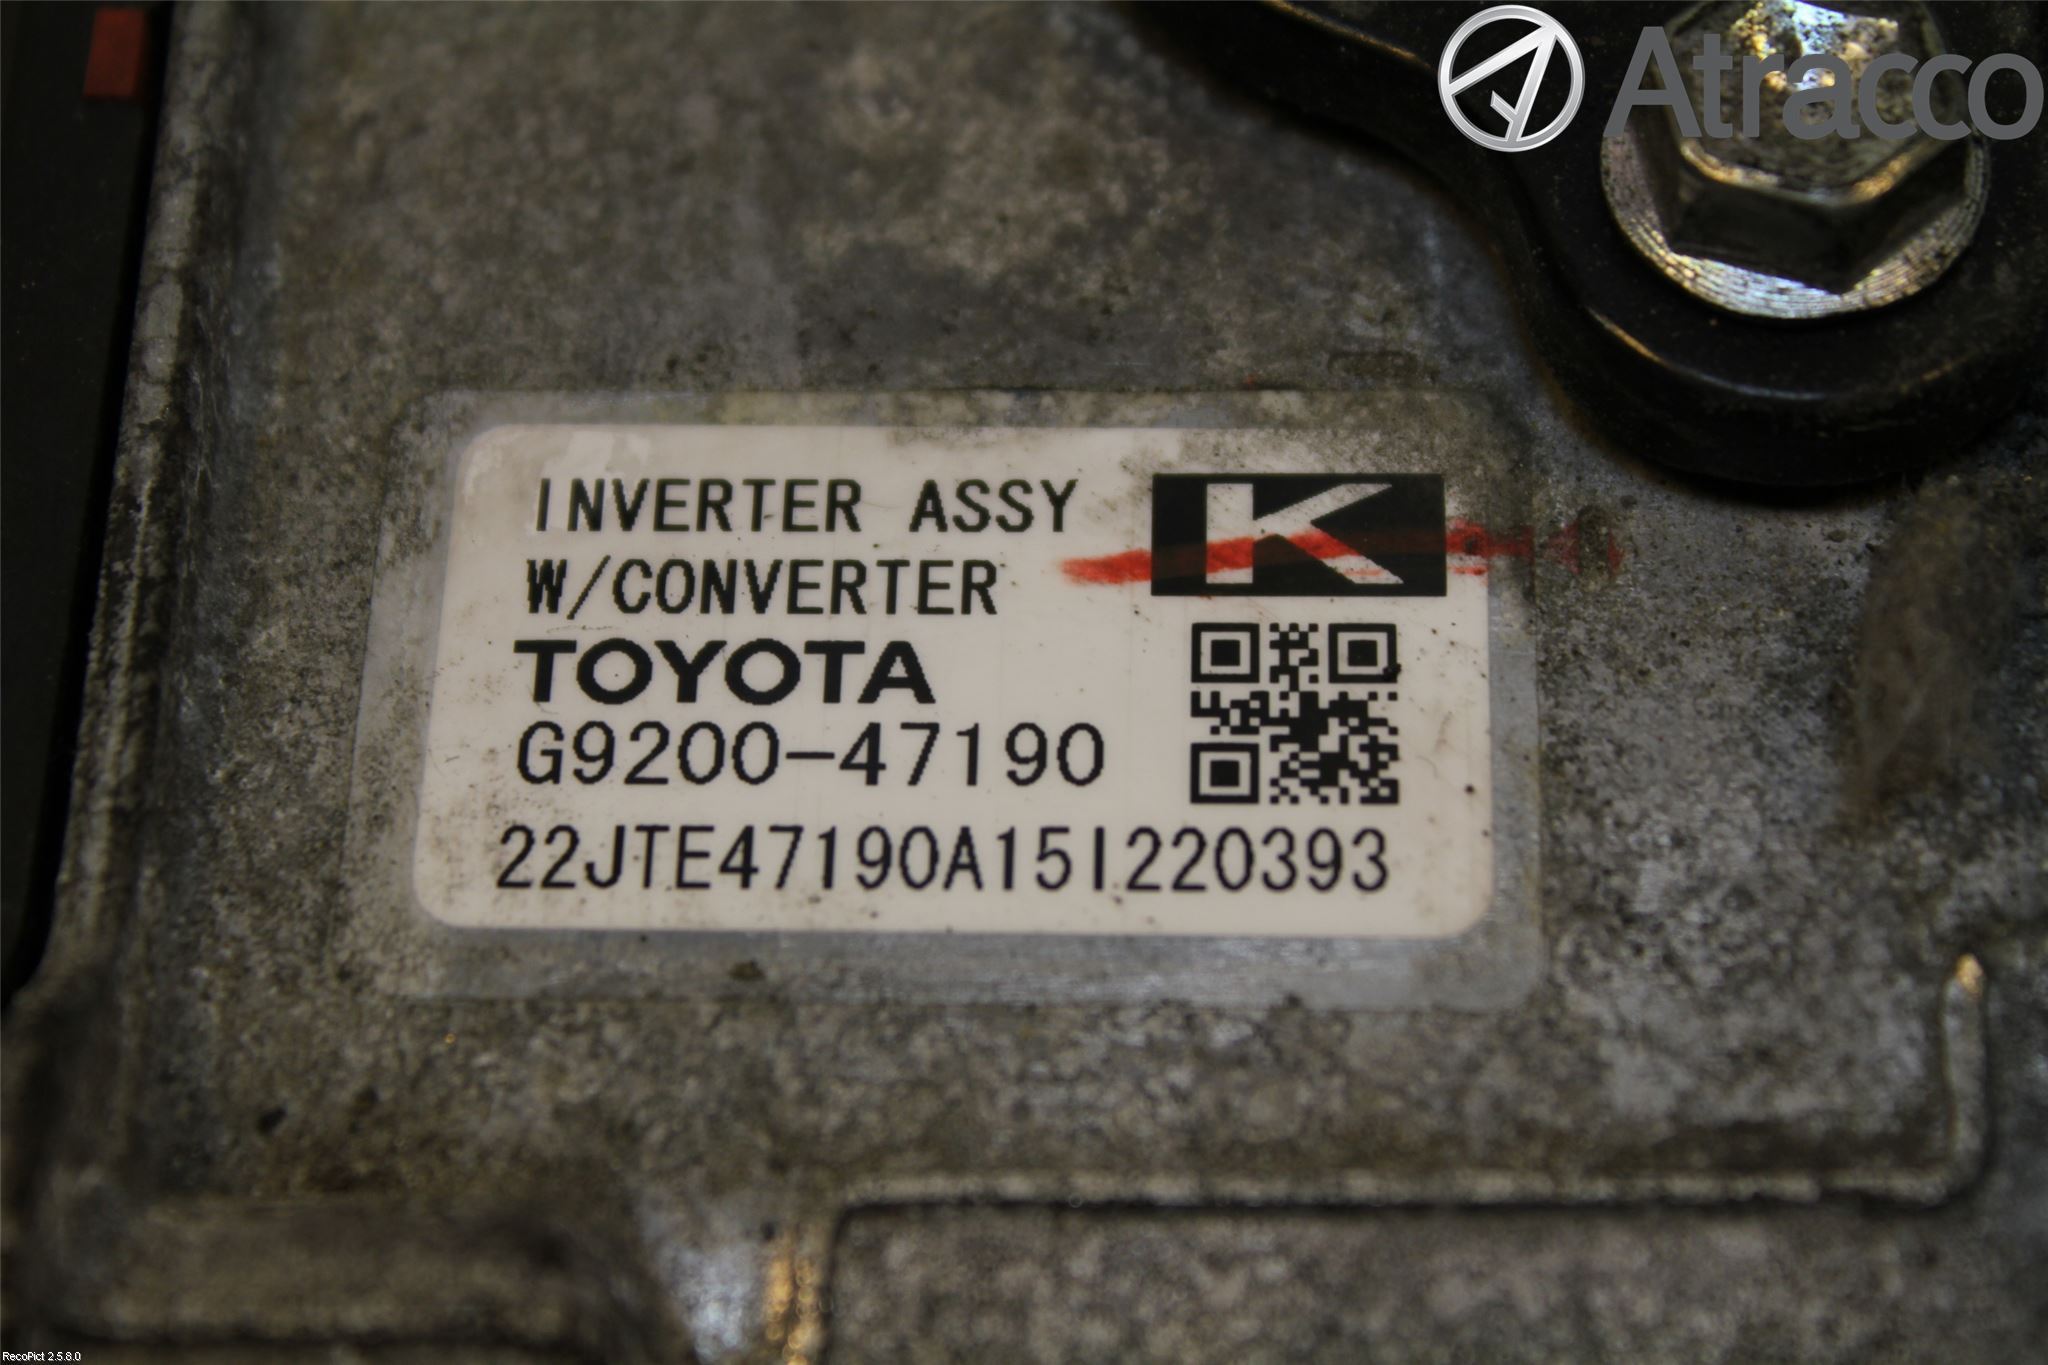 Atracco
INVERTER ASSY
K
W/CONVERTER
TOYOTA
G9200-47190
22JTE47190A15I220393
RecoPict 2.5.8.0